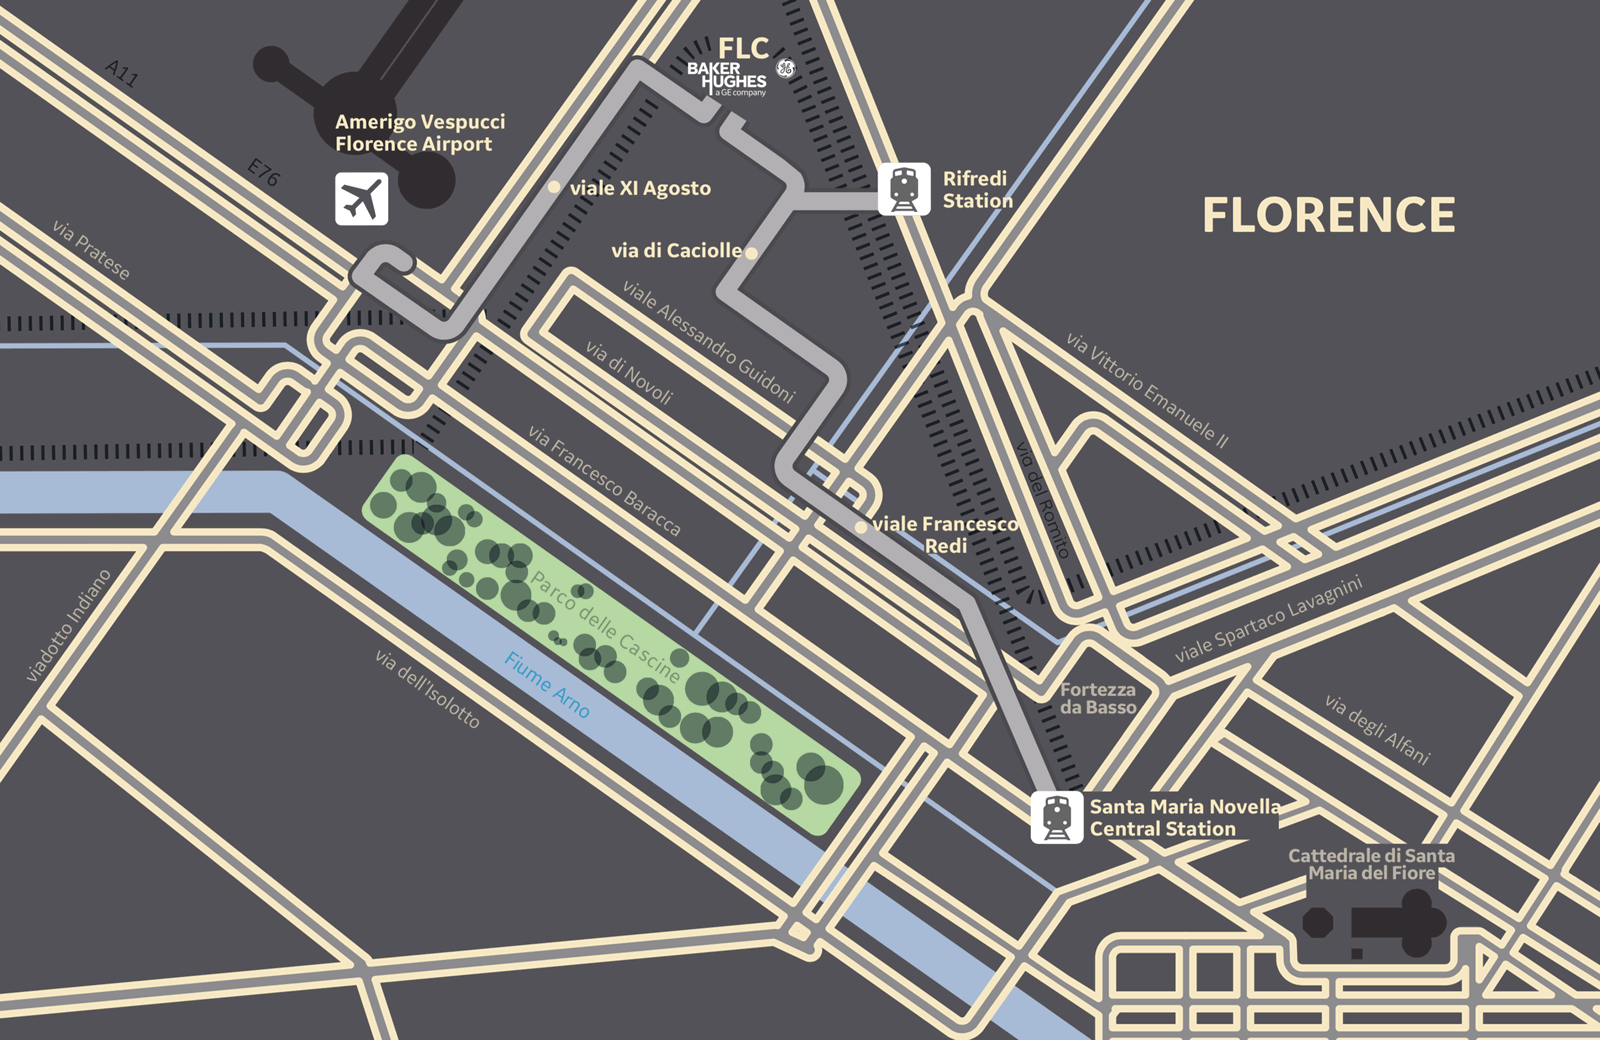 FLC
BAKER
HUGHES
a GE company
A11
Amerigo Vespucci
Florence Airport
E76
Rifredi
Station
FLORENCE
viale XI Agosto
via Pratese
via di Caciolle
viale Alessandro Guidoni
via di Novoli
via Vittorio Emanuele II
via Francesco Baracca
via del Romito
viale Francesco
Redi
viadotto Indiano
Parco delle Cascine
viale Spartaco Lavagnini
Fiume Arno
via dell'Isolotto
Fortezza
da Basso
via degli Alfani
Santa Maria Novella
Central Station
Cattedrale di Santa
Maria del Fiore